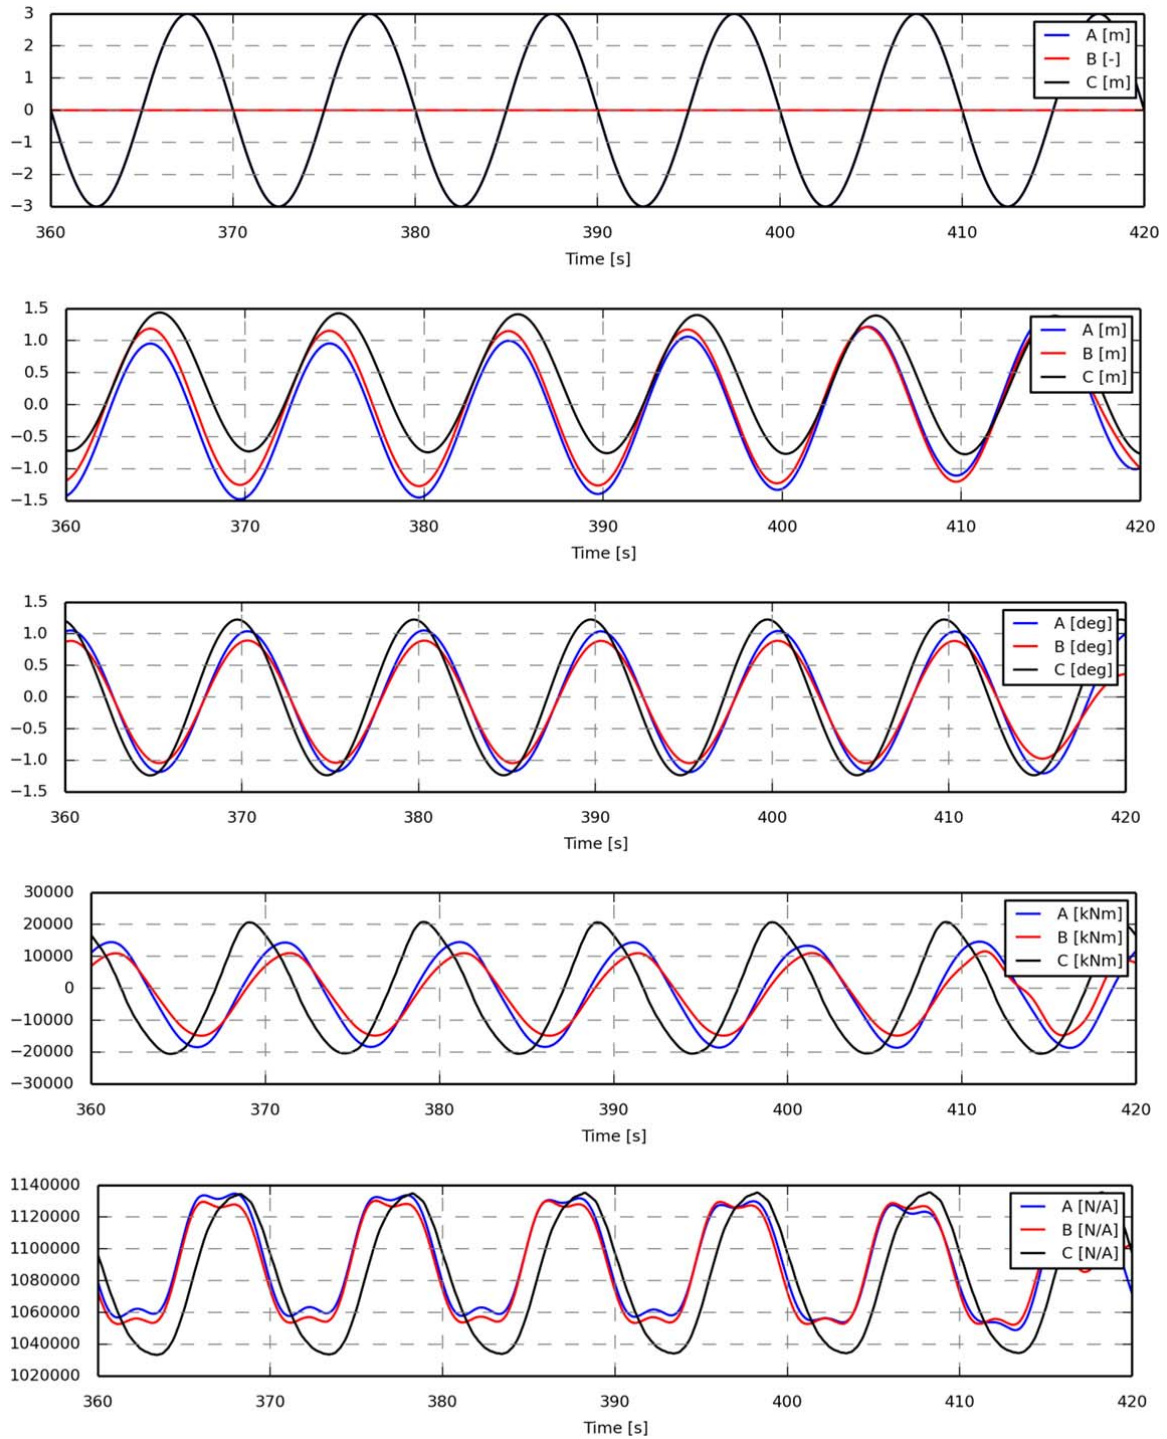 3
2
1
0
−1
−2
−3
A [m]
B [-]
C [m]
360 370 380 390 400 410 420
Time [s]
1.5
1.0
0.5
0.0
−0.5
−1.0
−1.5
A [m]
B [m]
C [m]
360 370 380 390 400 410 420
Time [s]
1.5
1.0
0.5
0.0
−0.5
−1.0
−1.5
A [deg]
B [deg]
C [deg]
360 370 380 390 400 410 420
Time [s]
30000
20000
10000
0
−10000
−20000
−30000
A [kNm]
B [kNm]
C [kNm]
360 370 380 390 400 410 420
Time [s]
1140000
1120000
1100000
1080000
1060000
1040000
1020000
A [N/A]
B [N/A]
C [N/A]
360 370 380 390 400 410 420
Time [s]